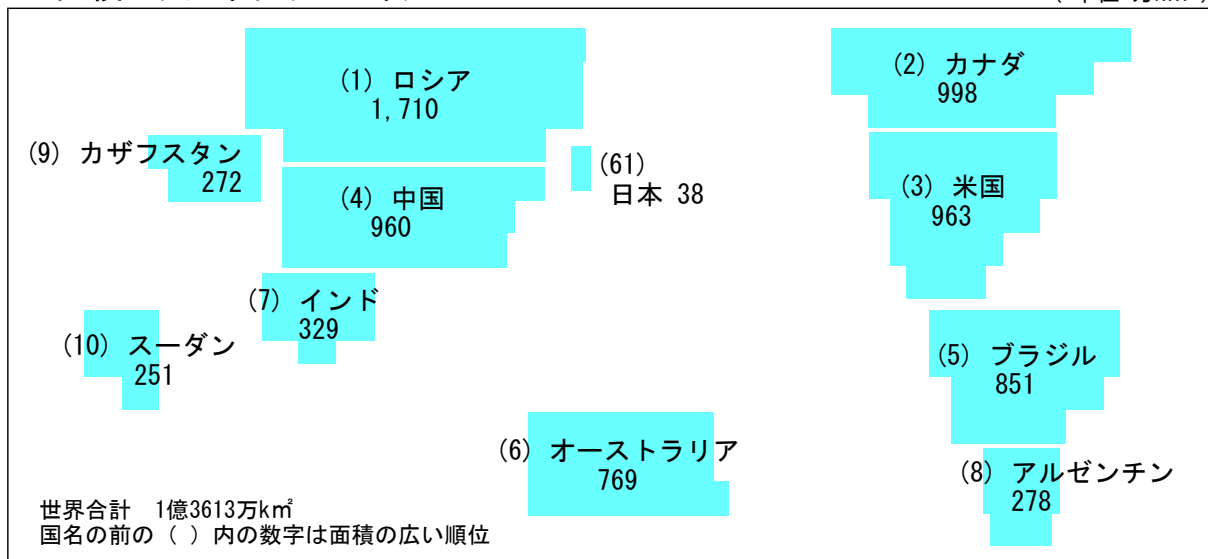 (1) ロシア
1,710
(2) カナダ
998
(9) カザフスタン
272
(61)
日本 38
(4) 中国
960
(3) 米国
963
(7) インド
329
(10) スーダン
251
(5) ブラジル
851
(6) オーストラリア
769
(8) アルゼンチン
278
世界合計 1億3613万k㎡
国名の前の ( ) 内の数字は面積の広い順位